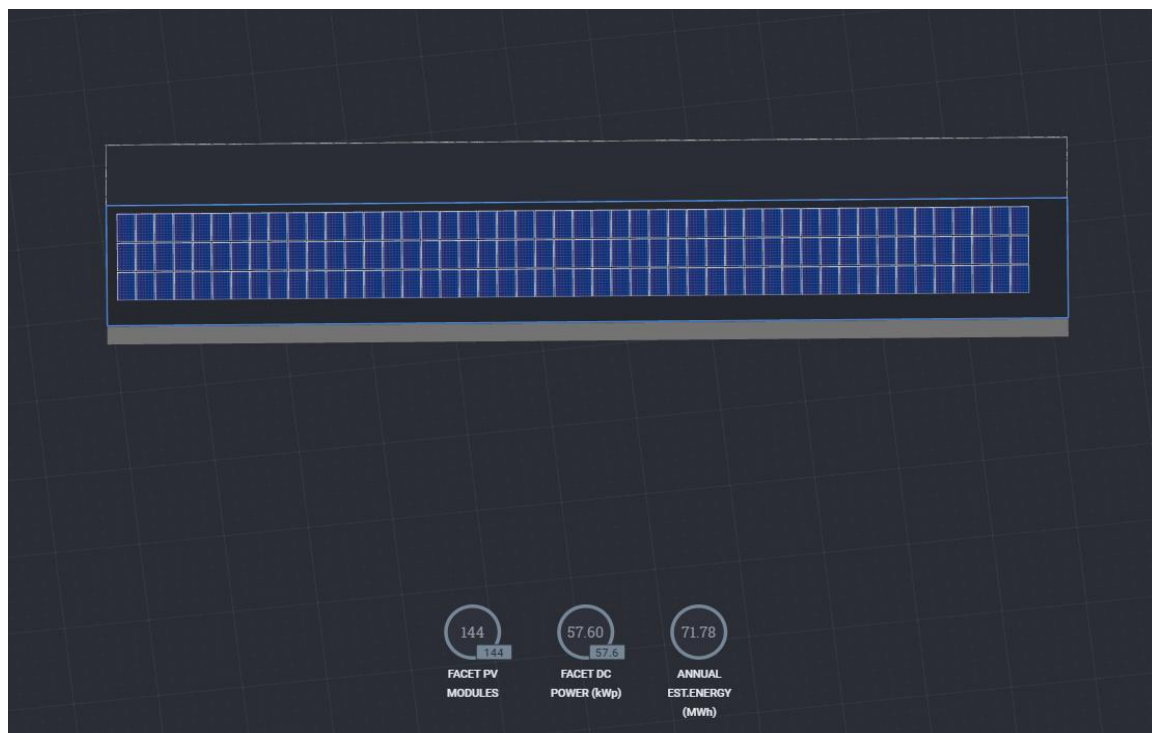 144
144
FACET PV
MODULES
57.60
57.6
FACET DC
POWER (kWp)
71.78
ANNUAL
EST.ENERGY
(MWh)